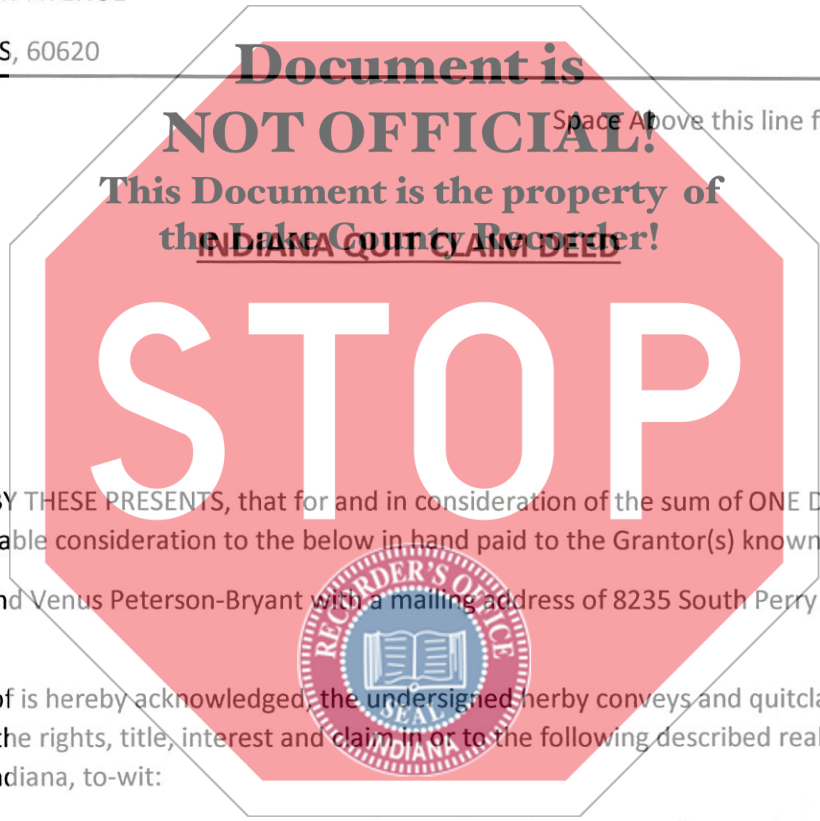 S, 60620
Document is
NOT OFFICIAL!
Space Above this line f
This Document is the property of
the Lake County Recorder!
INDIANA QUIT CLAIM DEED
STOP
BY THESE PRESENTS, that for and in consideration of the sum of ONE D
able consideration to the below in hand paid to the Grantor(s) known
nd Venus Peterson-Bryant with a mailing address of 8235 South Perry
RECORDER'S OFFICE
SEAL
INDIANA
of is hereby acknowledged, the undersigned herby conveys and quitcla
the rights, title, interest and claim in or to the following described real
ndiana, to-wit: